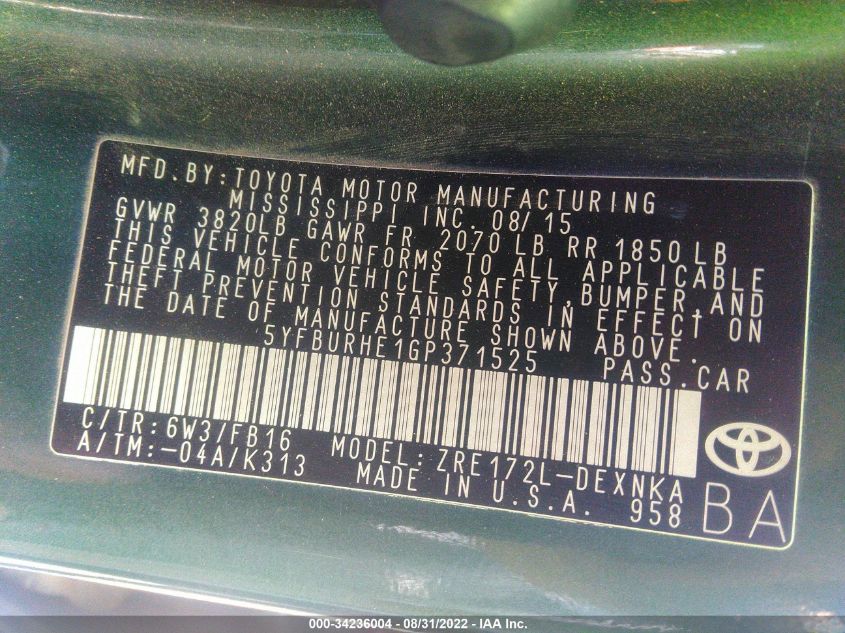 MFD.BY:TOYOTA MOTOR MANUFACTURING
MISSISSIPPI INC. 08/15
GVWR 3820LB GAWR FR 2070 LB RR 1850 LB
THIS VEHICLE CONFORMS TO ALL APPLICABLE
FEDERAL MOTOR VEHICLE SAFETY,BUMPER,AND
THEFT PREVENTION STANDARDS IN EFFECT ON
THE DATE OF MANUFACTURE SHOWN ABOVE.
5YFBURHE1GP371525 PASS.CAR
C/TR:6W3/FB16 MODEL:ZRE172L-DEXNKA
A/TM:-04A/K313 MADE IN U.S.A. 958
BA
000-34236004 - 08/31/2022 - IAA Inc.